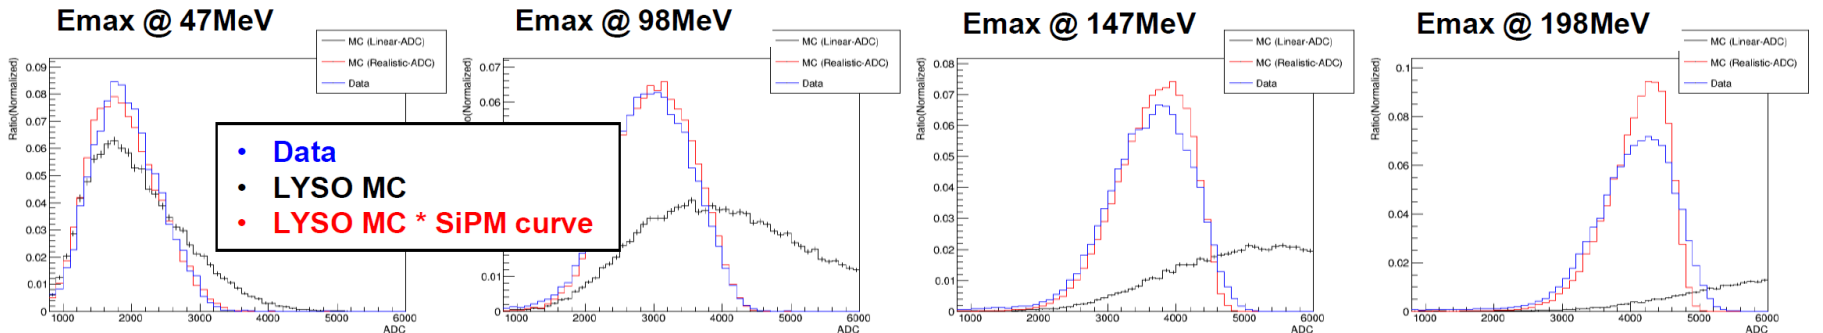 Emax @ 47MeV
Emax @ 98MeV
Emax @ 147MeV
Emax @ 198MeV
MC (Linear-ADC)
MC (Realistic-ADC)
Data
MC (Linear-ADC)
MC (Realistic-ADC)
Data
MC (Linear-ADC)
MC (Realistic-ADC)
Data
MC (Linear-ADC)
MC (Realistic-ADC)
Data
• Data
• LYSO MC
• LYSO MC * SiPM curve
Ratio(Normalized)
0.09
0.08
0.07
0.06
0.05
0.04
0.03
0.02
0.01
0
1000 2000 3000 4000 5000 6000
ADC
(Normalized)
0.07
0.06
0.01
0
1000 2000 3000 4000 5000 6000
ADC
Ratio(Normalized)
0.08
0.07
0.06
0.05
0.04
0.03
0.02
0.01
0
1000 2000 3000 4000 5000 6000
ADC
Ratio(Normalized)
0.1
0.08
0.06
0.04
0.02
0
1000 2000 3000 4000 5000 6000
ADC